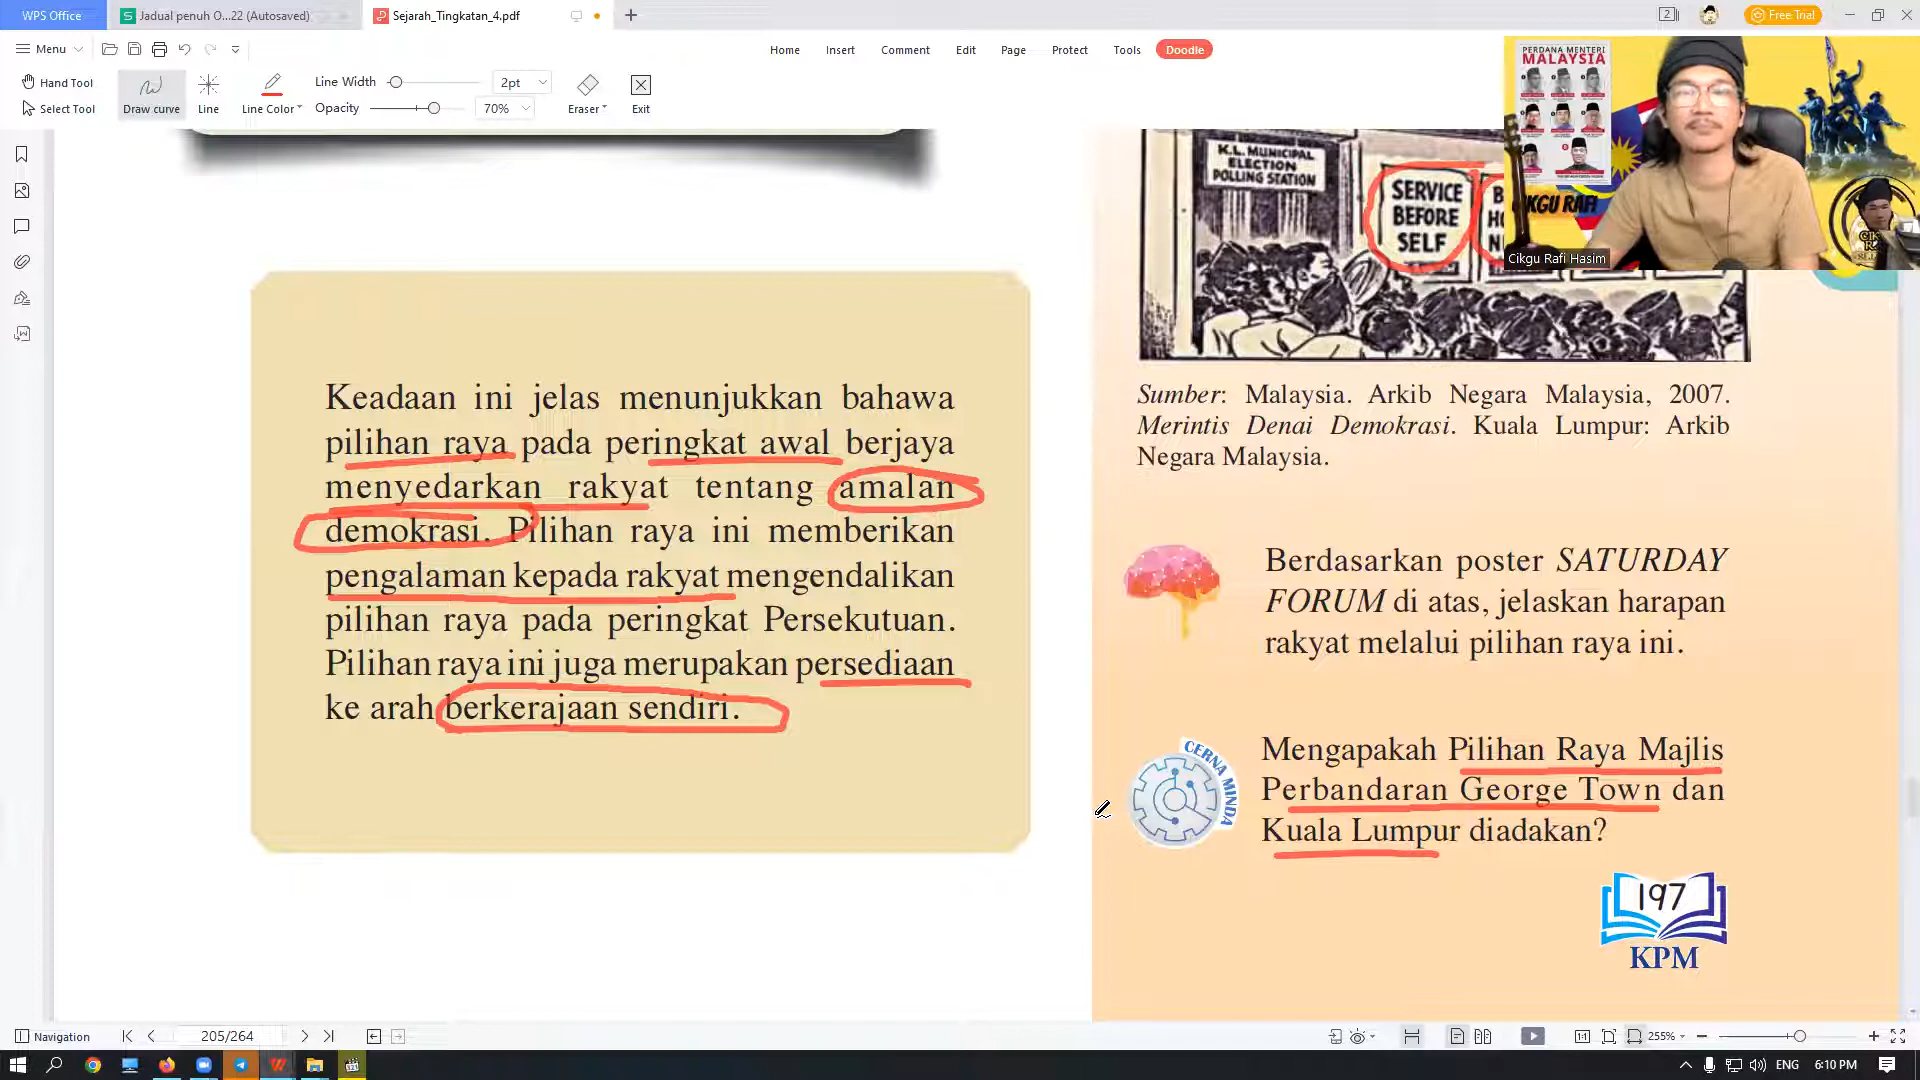 WPS Office
Jadual penuh O...22 (Autosaved)
Sejarah_Tingkatan_4.pdf
Free Trial
Menu
Home
Insert
Comment
Edit
Page
Protect
Tools
Doodle
Hand Tool
Select Tool
Draw curve
Line
Line Color
Line Width
2pt
Opacity
70%
Eraser
Exit
PERDANA MENTERI
MALAYSIA
CIKGU RAFI
Cikgu Rafi Hasim
K.L. MUNICIPAL
ELECTION
POLLING STATION
SERVICE
BEFORE
SELF
Keadaan ini jelas menunjukkan bahawa
pilihan raya pada peringkat awal berjaya
menyedarkan rakyat tentang amalan
demokrasi. Pilihan raya ini memberikan
pengalaman kepada rakyat mengendalikan
pilihan raya pada peringkat Persekutuan.
Pilihan raya ini juga merupakan persediaan
ke arah berkerajaan sendiri.
Sumber: Malaysia. Arkib Negara Malaysia, 2007.
Merintis Denai Demokrasi. Kuala Lumpur: Arkib
Negara Malaysia.
Berdasarkan poster SATURDAY
FORUM di atas, jelaskan harapan
rakyat melalui pilihan raya ini.
CERNA MINDA
Mengapakah Pilihan Raya Majlis
Perbandaran George Town dan
Kuala Lumpur diadakan?
197
KPM
Navigation
205/264
255%
ENG
6:10 PM